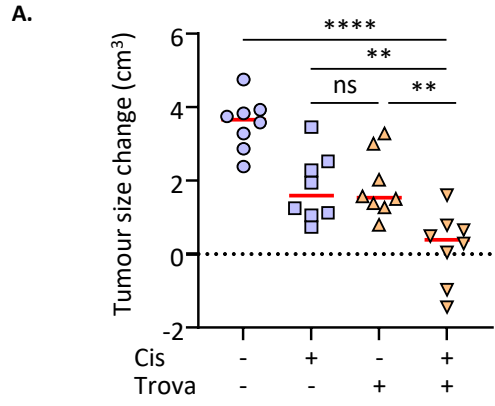 A.
****
**
ns
**
Tumour size change (cm³)
6
4
2
0
-2
Cis - + - +
Trova - - + +